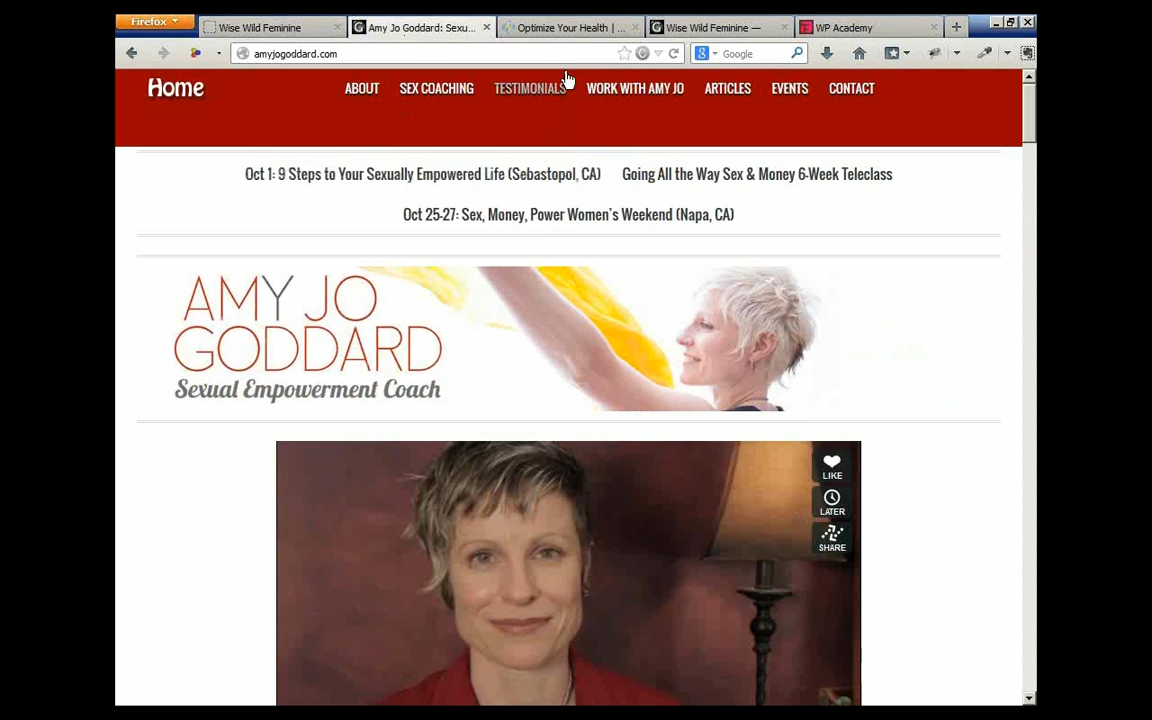 Firefox
Wise Wild Feminine
Amy Jo Goddard: Sexu...
Optimize Your Health | ...
Wise Wild Feminine —
WP Academy
amyjogoddard.com
Google
Home
ABOUT
SEX COACHING
TESTIMONIALS
WORK WITH AMY JO
ARTICLES
EVENTS
CONTACT
Oct 1: 9 Steps to Your Sexually Empowered Life (Sebastopol, CA)
Going All the Way Sex & Money 6-Week Teleclass
Oct 25-27: Sex, Money, Power Women's Weekend (Napa, CA)
AMY JO
GODDARD
Sexual Empowerment Coach
LIKE
LATER
SHARE